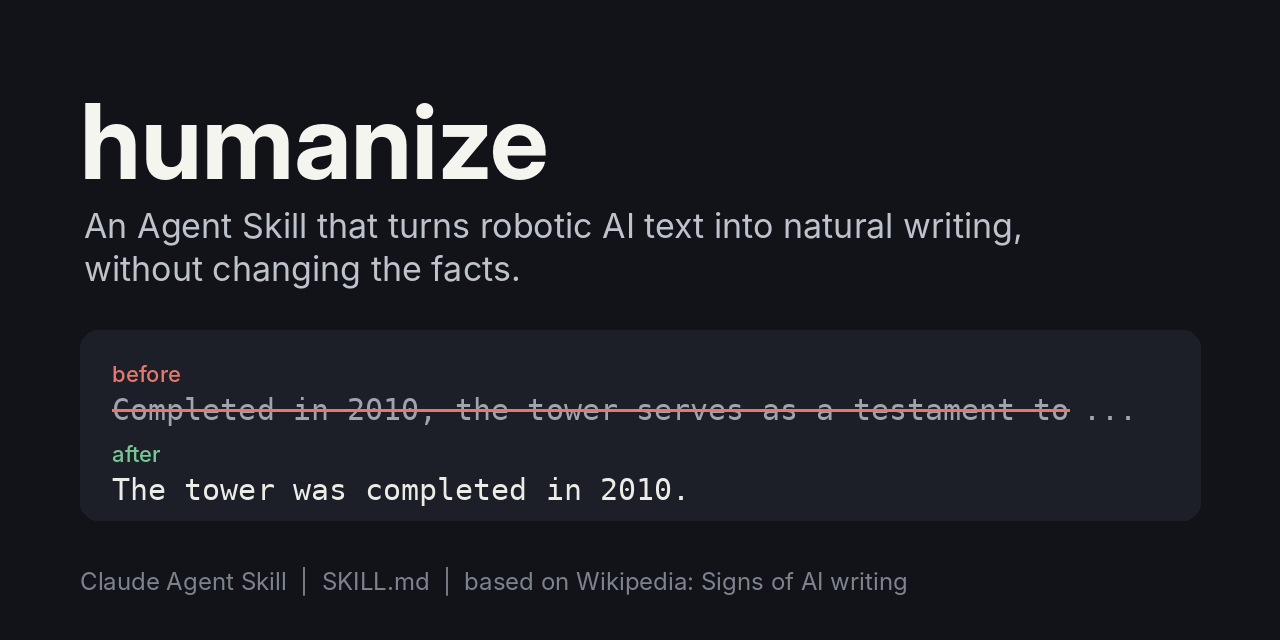 humanize
An Agent Skill that turns robotic AI text into natural writing,
without changing the facts.
before
Completed in 2010, the tower serves as a testament to ...
after
The tower was completed in 2010.
Claude Agent Skill | SKILL.md | based on Wikipedia: Signs of AI writing